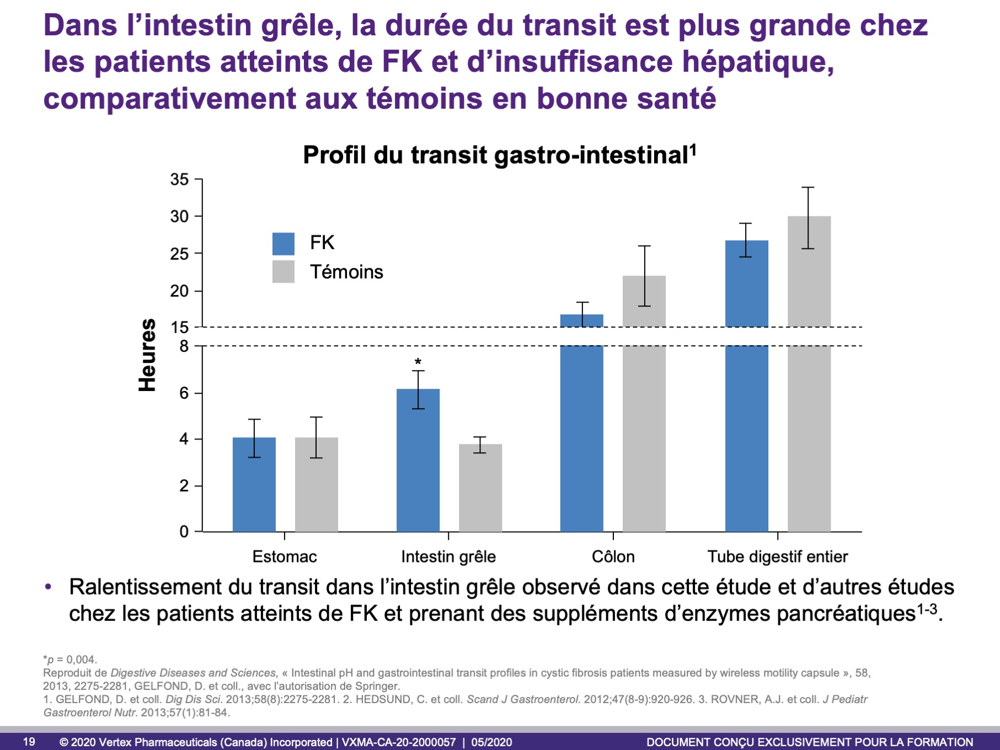 Dans l’intestin grêle, la durée du transit est plus grande chez
les patients atteints de FK et d’insuffisance hépatique,
comparativement aux témoins en bonne santé
Profil du transit gastro-intestinal1
35
30
25
20
15
8
6
4
2
0
Heures
FK
Témoins
*
Estomac
Intestin grêle
Côlon
Tube digestif entier
• Ralentissement du transit dans l’intestin grêle observé dans cette étude et d’autres études
chez les patients atteints de FK et prenant des suppléments d’enzymes pancréatiques1-3.
*p = 0,004.
Reproduit de Digestive Diseases and Sciences, « Intestinal pH and gastrointestinal transit profiles in cystic fibrosis patients measured by wireless motility capsule », 58,
2013, 2275-2281, GELFOND, D. et coll., avec l’autorisation de Springer.
1. GELFOND, D. et coll. Dig Dis Sci. 2013;58(8):2275-2281. 2. HEDSUND, C. et coll. Scand J Gastroenterol. 2012;47(8-9):920-926. 3. ROVNER, A.J. et coll. J Pediatr
Gastroenterol Nutr. 2013;57(1):81-84.
19 © 2020 Vertex Pharmaceuticals (Canada) Incorporated | VXMA-CA-20-2000057 | 05/2020 DOCUMENT CONÇU EXCLUSIVEMENT POUR LA FORMATION